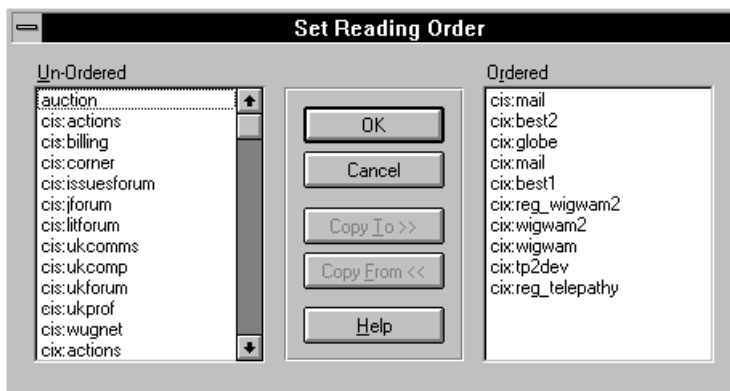 Set Reading Order
Un-Ordered
auction
cis:actions
cis:billing
cis:corner
cis:issuesforum
cis:jforum
cis:litforum
cis:ukcomms
cis:ukcomp
cis:ukforum
cis:ukprof
cis:wugnet
cix:actions
OK
Cancel
Copy To >>
Copy From <<
Help
Ordered
cis:mail
cix:best2
cix:globe
cix:mail
cix:best1
cix:reg_wigwam2
cix:wigwam2
cix:wigwam
cix:tp2dev
cix:reg_telepathy